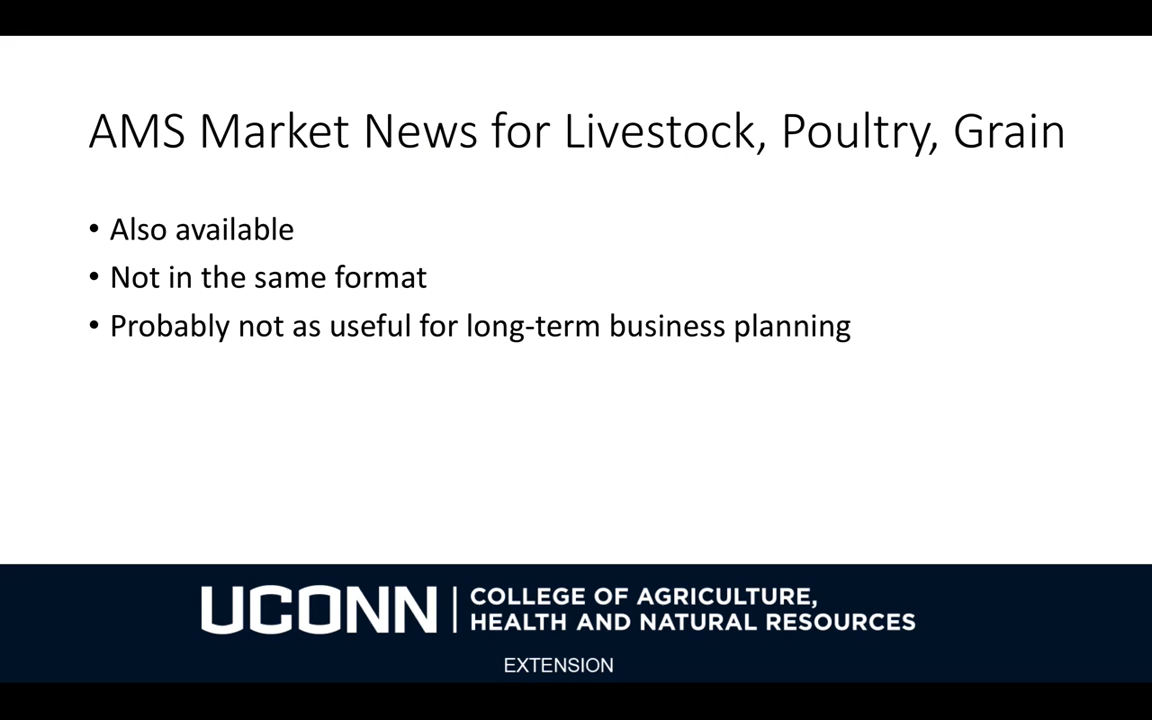 AMS Market News for Livestock, Poultry, Grain
• Also available
• Not in the same format
• Probably not as useful for long-term business planning
UCONN | COLLEGE OF AGRICULTURE,
HEALTH AND NATURAL RESOURCES
EXTENSION